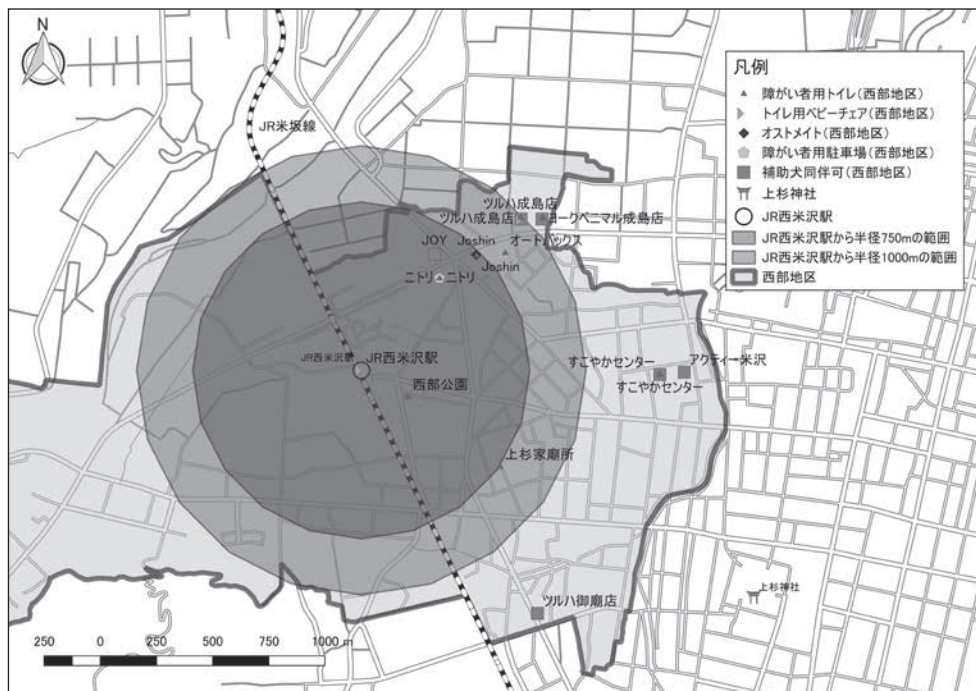 N
凡例
障がい者用トイレ(西部地区)
トイレ用ベビーチェア(西部地区)
オストメイト(西部地区)
障がい者用駐車場(西部地区)
補助犬同伴可(西部地区)
上杉神社
JR西米沢駅
JR西米沢駅から半径750mの範囲
JR西米沢駅から半径1000mの範囲
西部地区
JR米坂線
ツルハ成島店
ツルハ成島店 ヨークベニマル成島店
JOY Joshin オートバックス
Joshin
ニトリ ニトリ
JR西米沢駅 JR西米沢駅
西部公園
すこやかセンター アクティー米沢
すこやかセンター
上杉家廟所
ツルハ御廟店
上杉神社
250 0 250 500 750 1000 m